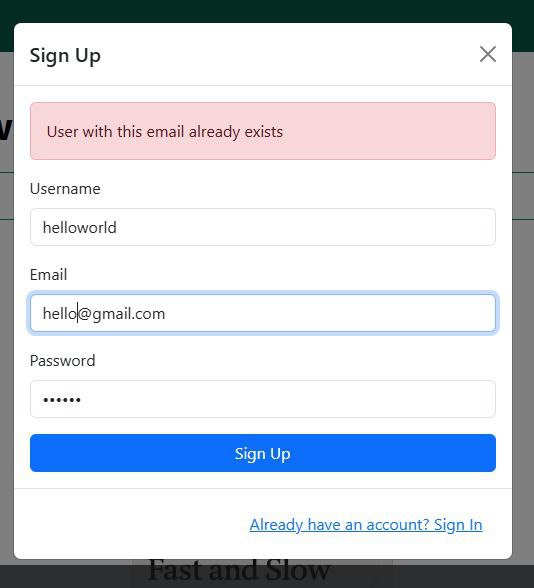 Sign Up
User with this email already exists
Username
helloworld
Email
hello@gmail.com
Password
••••••
Sign Up
Already have an account? Sign In
Fast and Slow